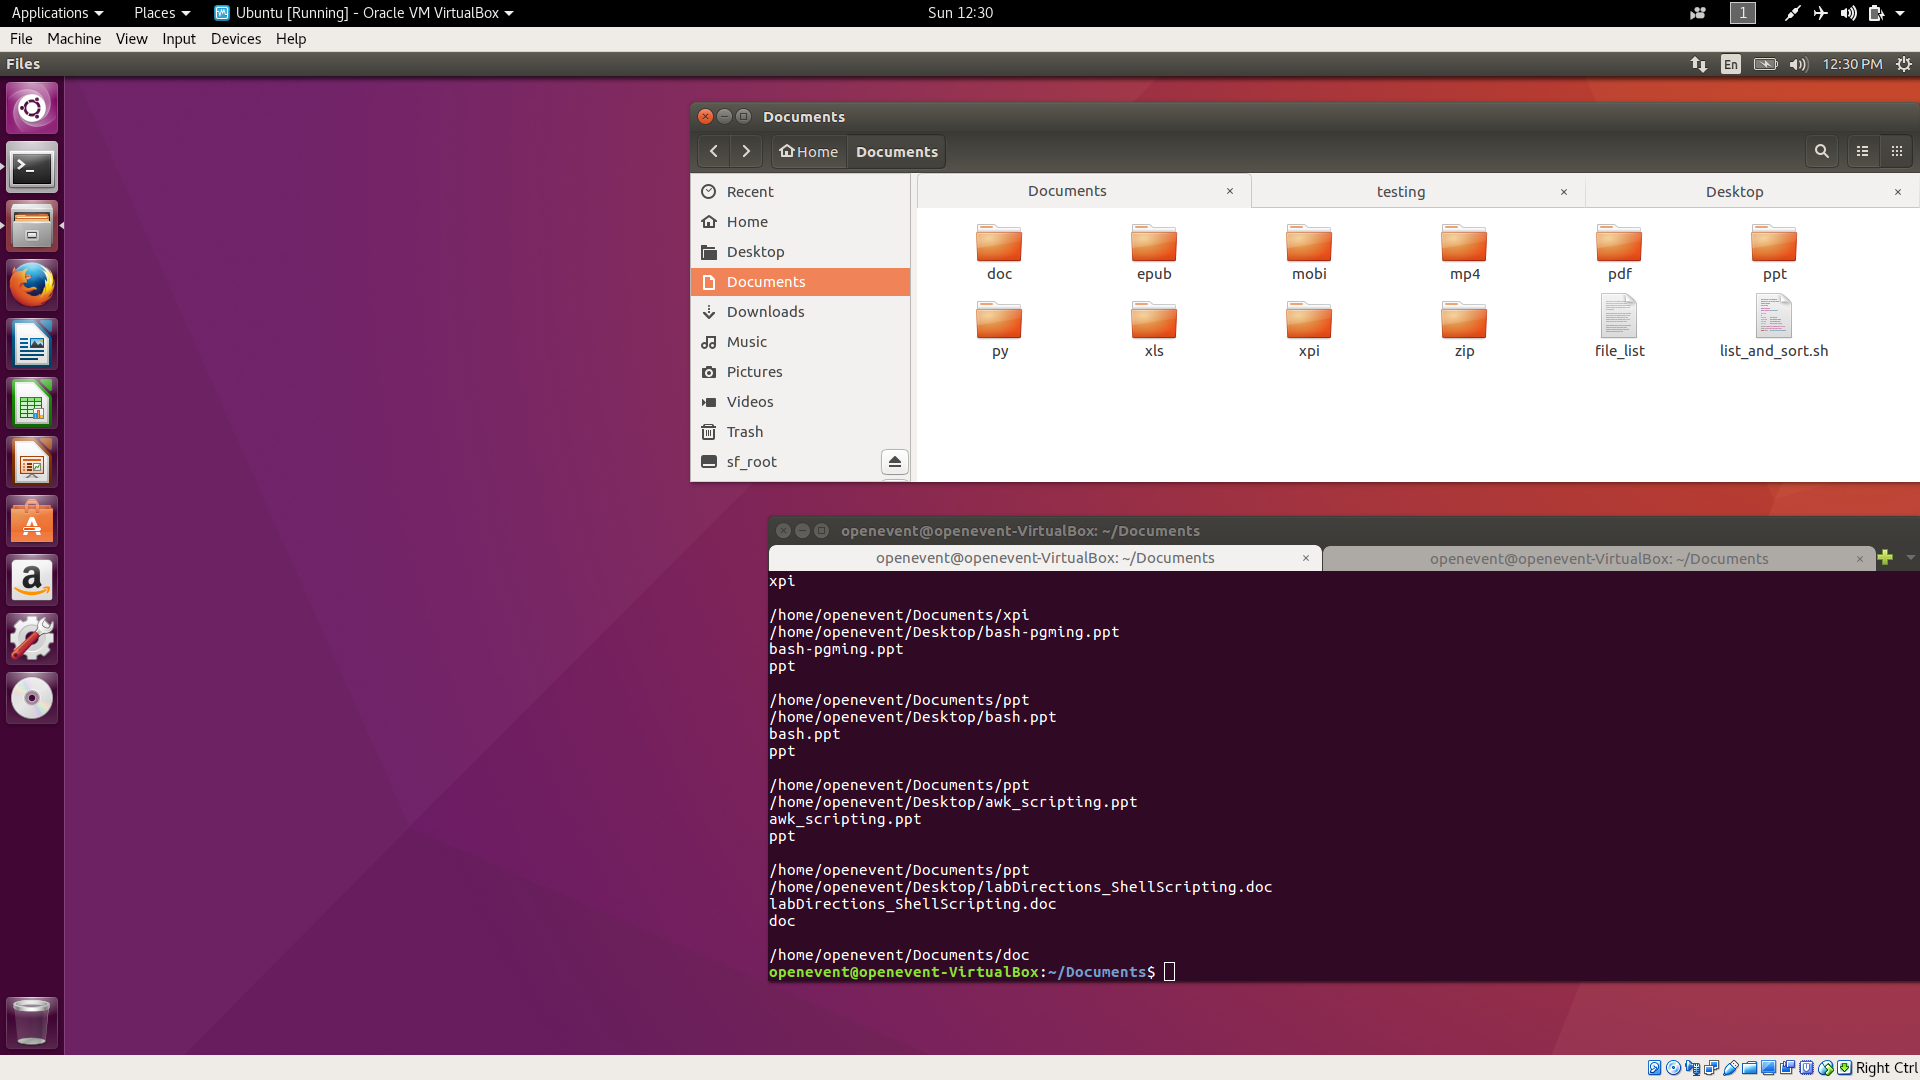 Applications Places Ubuntu [Running] - Oracle VM VirtualBox Sun 12:30 1
File Machine View Input Devices Help
Files En 12:30 PM
Documents
Home Documents
Recent
Home
Desktop
Documents
Downloads
Music
Pictures
Videos
Trash
sf_root
Documents testing Desktop
doc epub mobi mp4 pdf ppt
py xls xpi zip file_list list_and_sort.sh
openevent@openevent-VirtualBox: ~/Documents
openevent@openevent-VirtualBox: ~/Documents openevent@openevent-VirtualBox: ~/Documents
xpi
/home/openevent/Documents/xpi
/home/openevent/Desktop/bash-pgming.ppt
bash-pgming.ppt
ppt
/home/openevent/Documents/ppt
/home/openevent/Desktop/bash.ppt
bash.ppt
ppt
/home/openevent/Documents/ppt
/home/openevent/Desktop/awk_scripting.ppt
awk_scripting.ppt
ppt
/home/openevent/Documents/ppt
/home/openevent/Desktop/labDirections_ShellScripting.doc
labDirections_ShellScripting.doc
doc
/home/openevent/Documents/doc
openevent@openevent-VirtualBox:~/Documents$
Right Ctrl